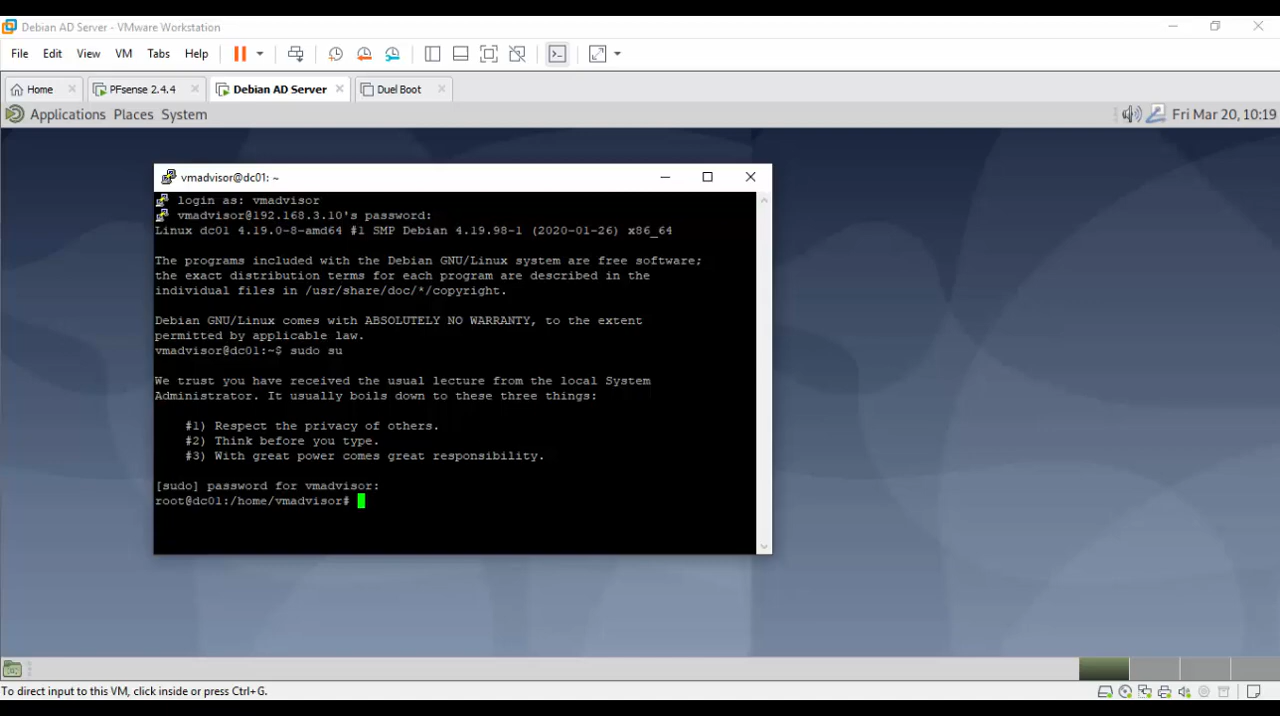 Debian AD Server - VMware Workstation
File Edit View VM Tabs Help
Home PFsense 2.4.4 Debian AD Server Duel Boot
Applications Places System Fri Mar 20, 10:19
vmadvisor@dc01: ~
login as: vmadvisor
vmadvisor@192.168.3.10's password:
Linux dc01 4.19.0-8-amd64 #1 SMP Debian 4.19.98-1 (2020-01-26) x86_64
The programs included with the Debian GNU/Linux system are free software;
the exact distribution terms for each program are described in the
individual files in /usr/share/doc/*/copyright.
Debian GNU/Linux comes with ABSOLUTELY NO WARRANTY, to the extent
permitted by applicable law.
vmadvisor@dc01:~$ sudo su
We trust you have received the usual lecture from the local System
Administrator. It usually boils down to these three things:
#1) Respect the privacy of others.
#2) Think before you type.
#3) With great power comes great responsibility.
[sudo] password for vmadvisor:
root@dc01:/home/vmadvisor#
To direct input to this VM, click inside or press Ctrl+G.